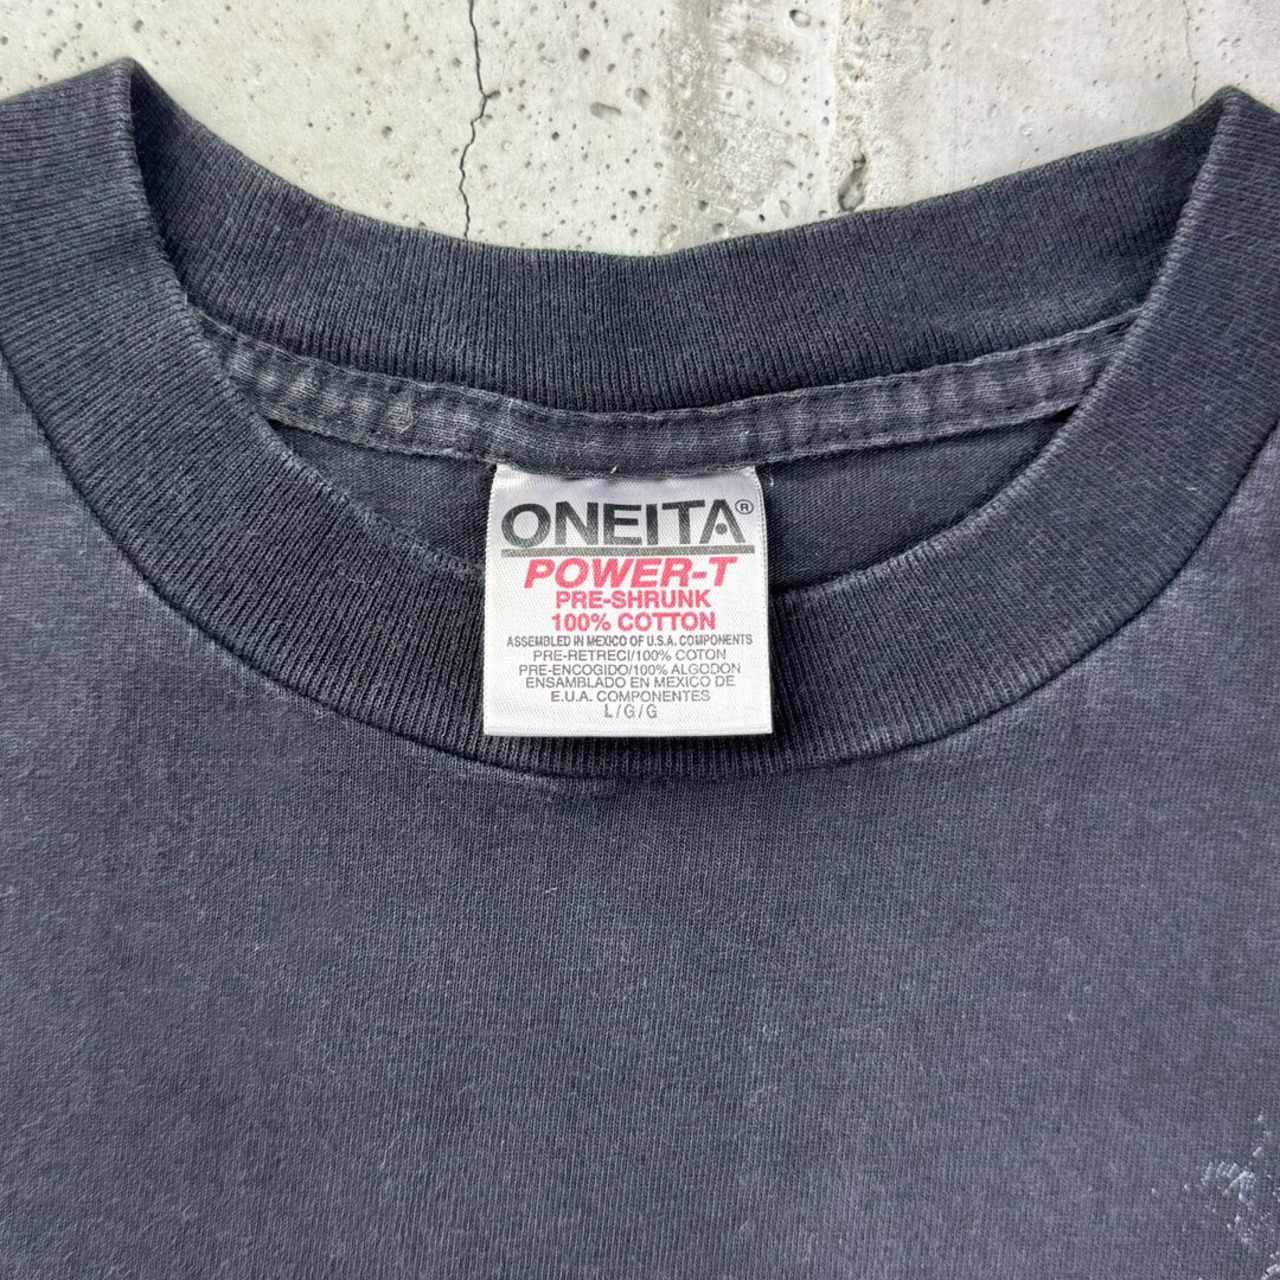 ONEITA®
POWER-T
PRE-SHRUNK
100% COTTON
ASSEMBLED IN MEXICO OF U.S.A. COMPONENTS
PRE-RETRECI/100% COTON
PRE-ENCOGIDO/100% ALGODON
ENSAMBLADO EN MEXICO DE
E.U.A. COMPONENTES
L/G/G